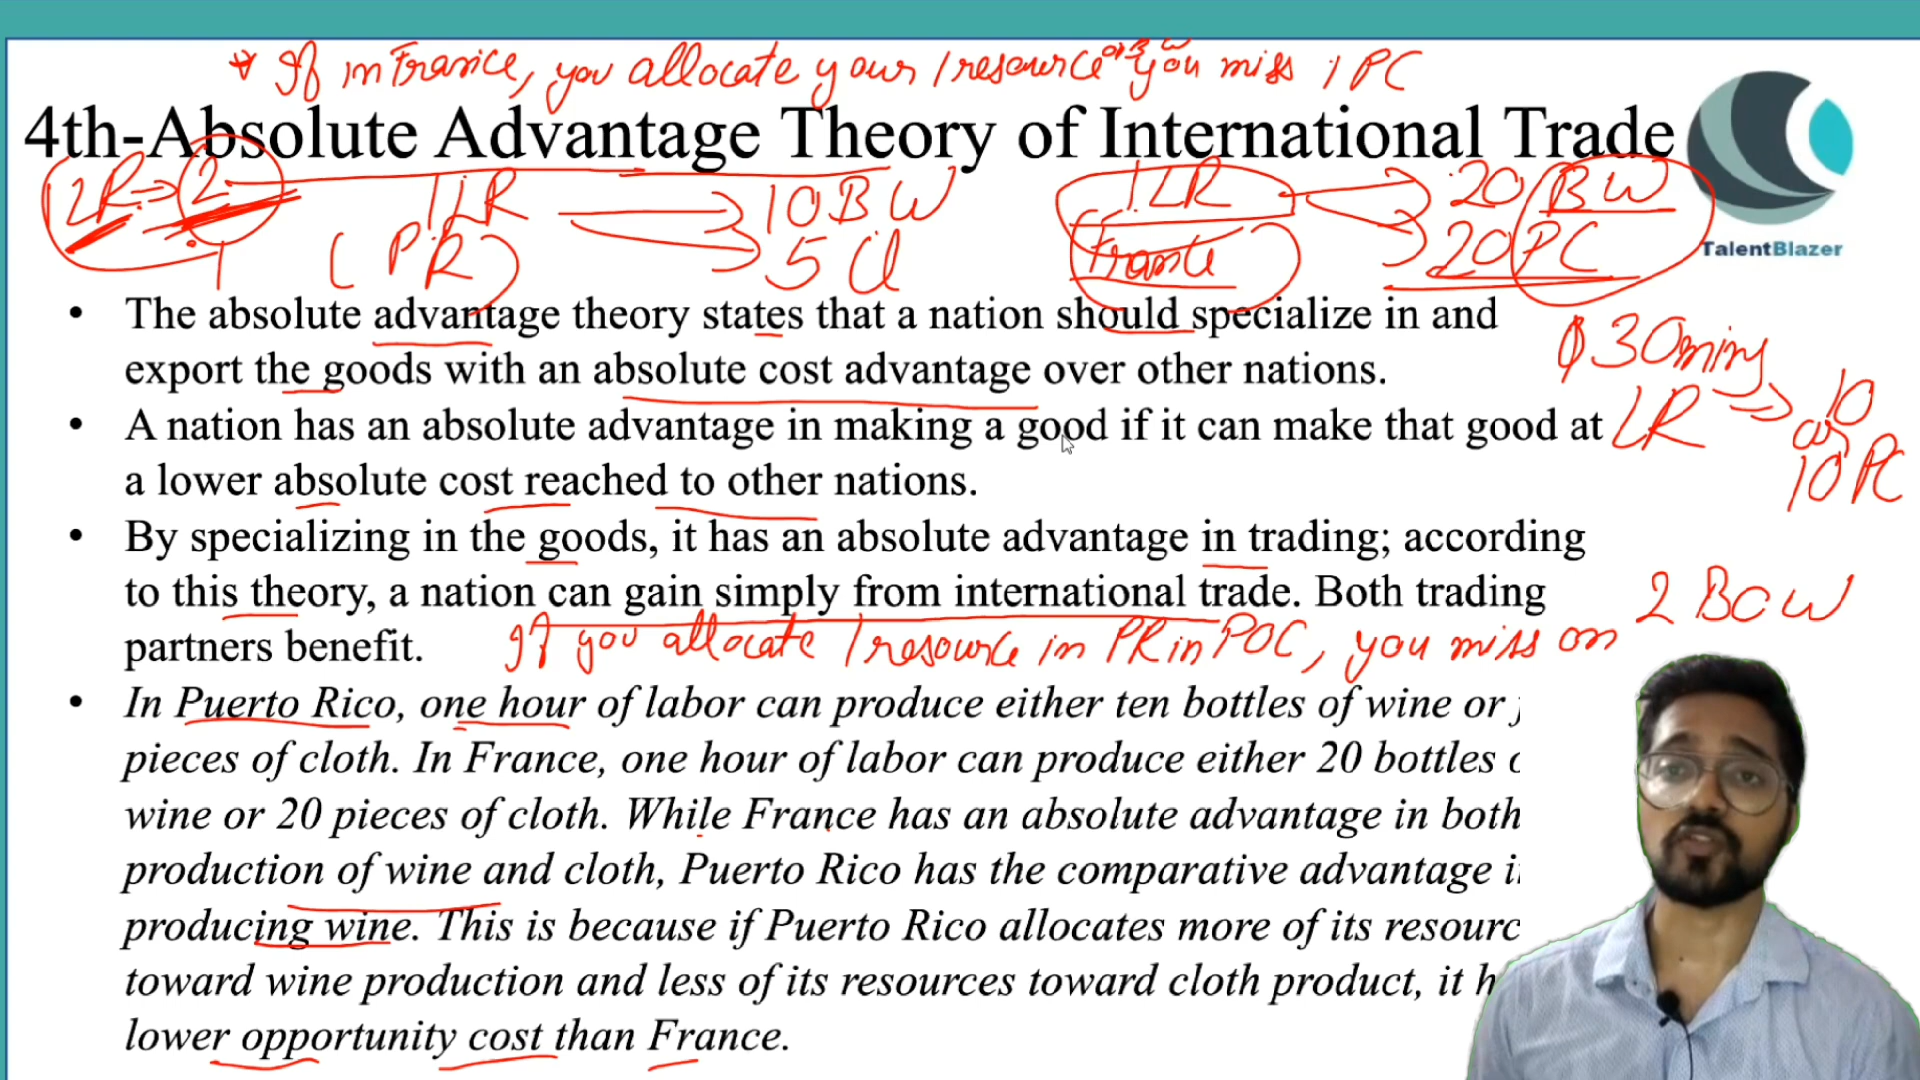 * If in France, you allocate your 1 resource or BW you miss 1 PC
4th-Absolute Advantage Theory of International Trade
LR → 2 1LR 10 BW 1LR 20 BW
1 (PR) 5 Cl France 20 PC
TalentBlazer
• The absolute advantage theory states that a nation should specialize in and
export the goods with an absolute cost advantage over other nations.
30 mins
• A nation has an absolute advantage in making a good if it can make that good at
LR → 10
or
10 PC
a lower absolute cost reached to other nations.
• By specializing in the goods, it has an absolute advantage in trading; according
to this theory, a nation can gain simply from international trade. Both trading
2 BOW
partners benefit. If you allocate 1 resource in PR in POC, you miss on
• In Puerto Rico, one hour of labor can produce either ten bottles of wine or
pieces of cloth. In France, one hour of labor can produce either 20 bottles
wine or 20 pieces of cloth. While France has an absolute advantage in both
production of wine and cloth, Puerto Rico has the comparative advantage
producing wine. This is because if Puerto Rico allocates more of its resourc
toward wine production and less of its resources toward cloth product, it h
lower opportunity cost than France.